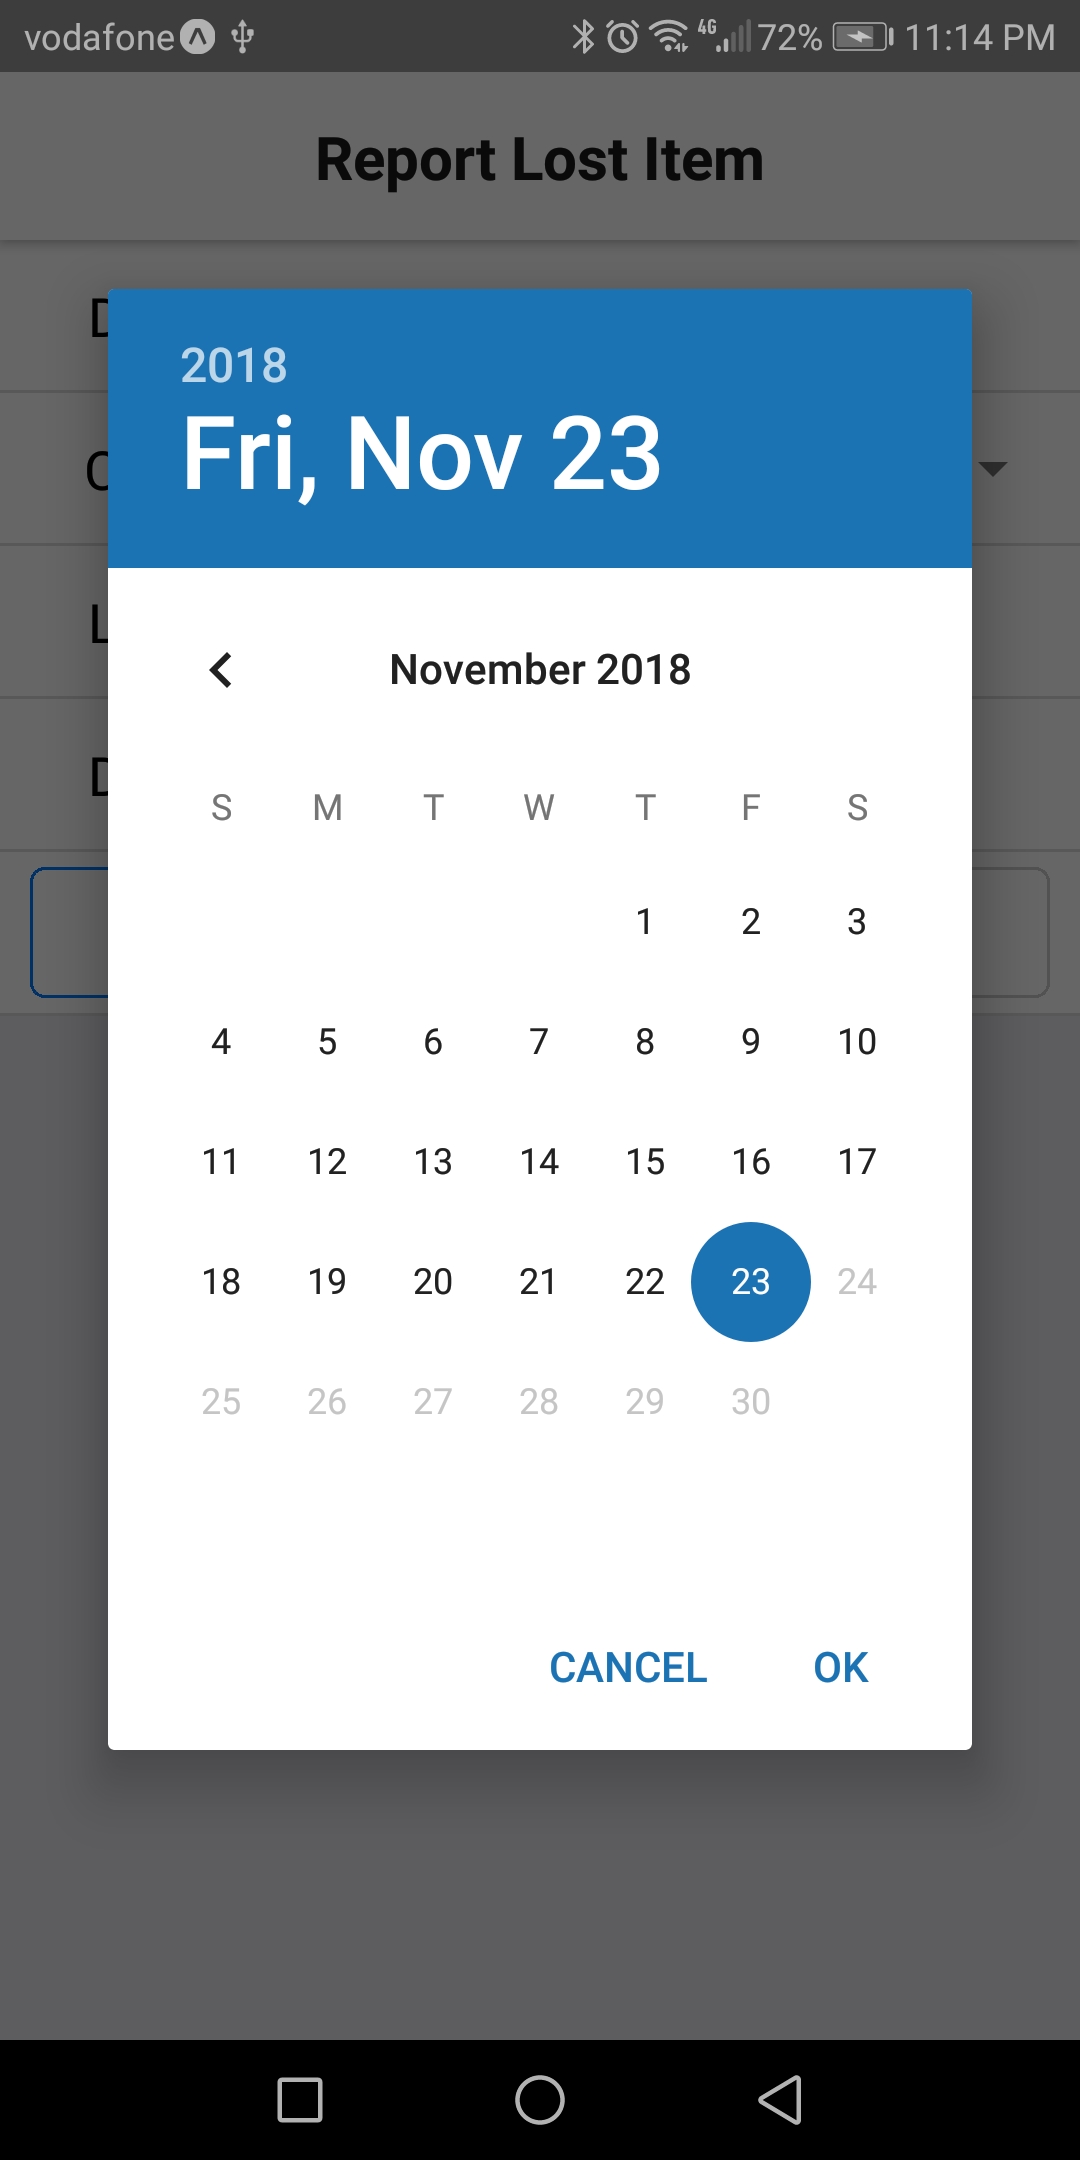 vodafone 4G 72% 11:14 PM
Report Lost Item
2018
Fri, Nov 23
November 2018
S M T W T F S
1 2 3
4 5 6 7 8 9 10
11 12 13 14 15 16 17
18 19 20 21 22 23 24
25 26 27 28 29 30
CANCEL OK